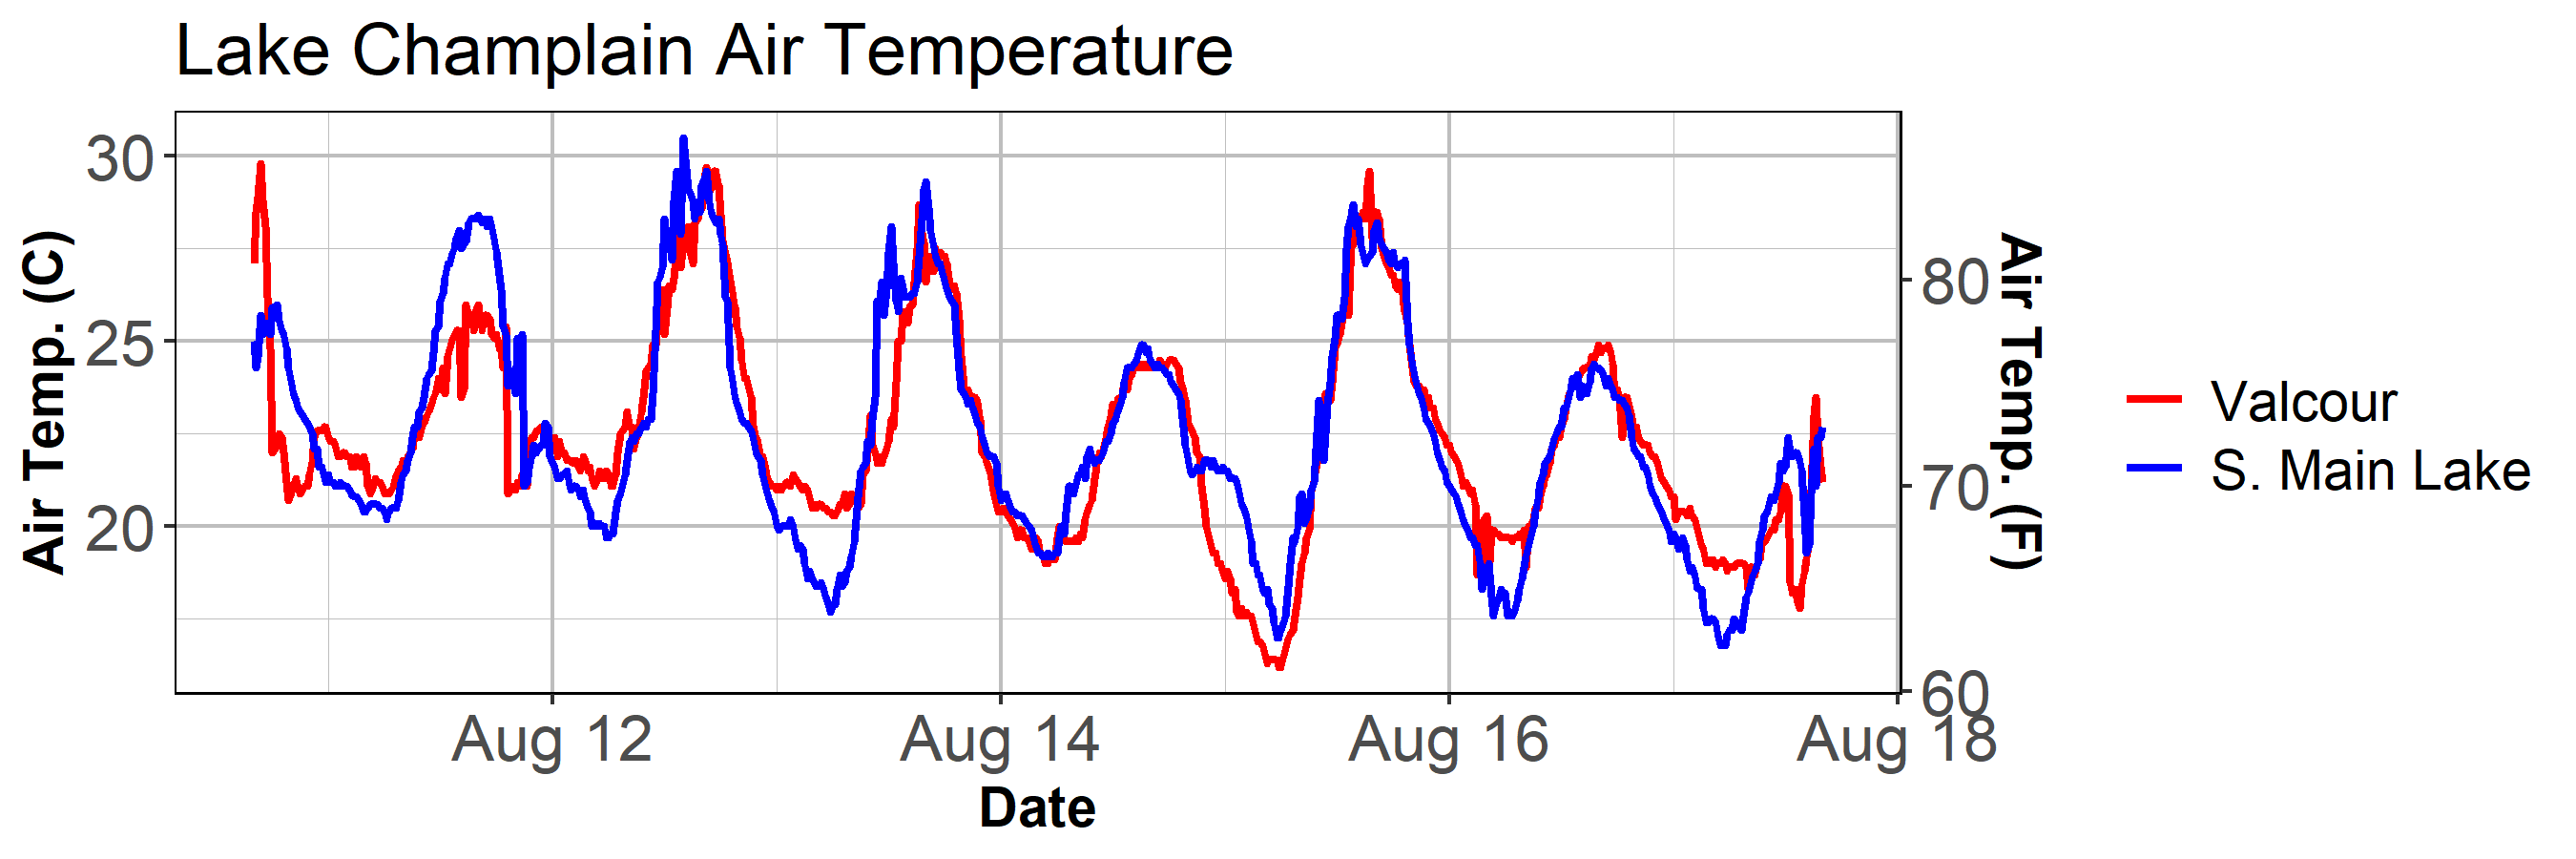 Lake Champlain Air Temperature
Air Temp. (C)
30
25
20
80
70
60
Air Temp. (F)
Aug 12
Aug 14
Aug 16
Aug 18
Date
Valcour
S. Main Lake